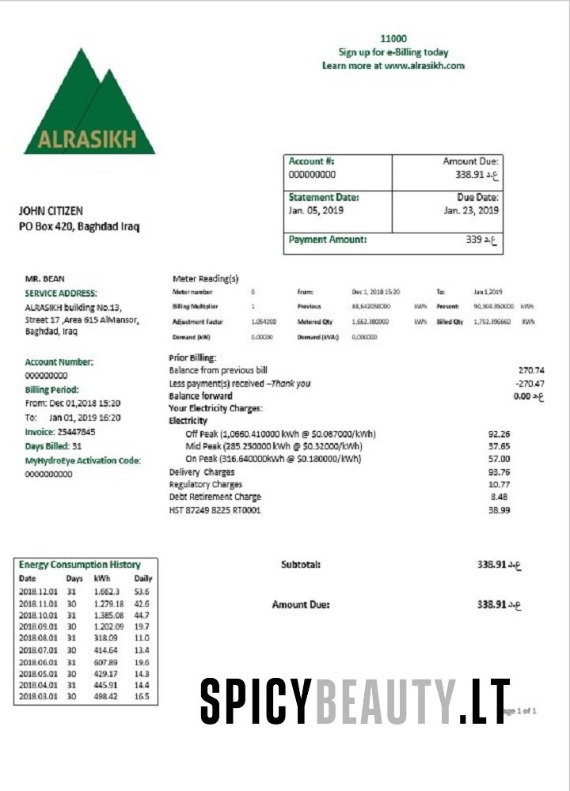 11000
Sign up for e-Billing today
Learn more at www.alrasikh.com
ALRASIKH
Account #: Amount Due:
000000000 338.91 د.ع
Statement Date: Due Date:
Jan. 05, 2019 Jan. 23, 2019
Payment Amount: 339 د.ع
JOHN CITIZEN
PO Box 420, Baghdad Iraq
MR. BEAN
SERVICE ADDRESS:
ALRASIKH building No.13,
Street 17 ,Area 615 AlMansor,
Baghdad, Iraq
Account Number:
000000000
Billing Period:
From: Dec 01,2018 15:20
To: Jan 01, 2019 16:20
Invoice: 25447845
Days Billed: 31
MyHydroEye Activation Code:
0000000000
Meter Reading(s)
Meter number 0 From: Dec 1, 2018 15:20 To: Jan 1,2019
Billing Multiplier 1 Previous kWh Present: kWh
Adjustment Factor 1.054200 Metered Qty 1,662.300000 kWh Billed Qty kWh
Demand (kW) 0.00000 Demand (kVA:) 0,000000
Prior Billing:
Balance from previous bill 270.74
Less payment(s) received –Thank you -270.47
Balance forward 0.00 د.ع
Your Electricity Charges:
Electricity
Off Peak (1,0660.410000 kWh @ $0.087000/kWh) 92.26
Mid Peak (285.250000 kWh @ $0.32000/kWh) 37.65
On Peak (316.640000kWh @ $0.180000/kWh) 57.00
Delivery Charges 93.76
Regulatory Charges 10.77
Debt Retirement Charge 8.48
HST 87249 8225 RT0001 38.99
Energy Consumption History
Date Days kWh Daily
2018.12.01 31 1.662.3 53.6
2018.11.01 30 1.279.18 42.6
2018.10.01 31 1.385.08 44.7
2018.09.01 30 1.202.09 19.7
2018.08.01 31 318.09 11.0
2018.07.01 30 414.64 13.4
2018.06.01 31 607.89 19.6
2018.05.01 30 429.17 14.3
2018.04.01 31 445.91 14.4
2018.03.01 30 498.42 16.5
Subtotal: 338.91 د.ع
Amount Due: 338.91 د.ع
SPICYBEAUTY.LT
age 1 of 1